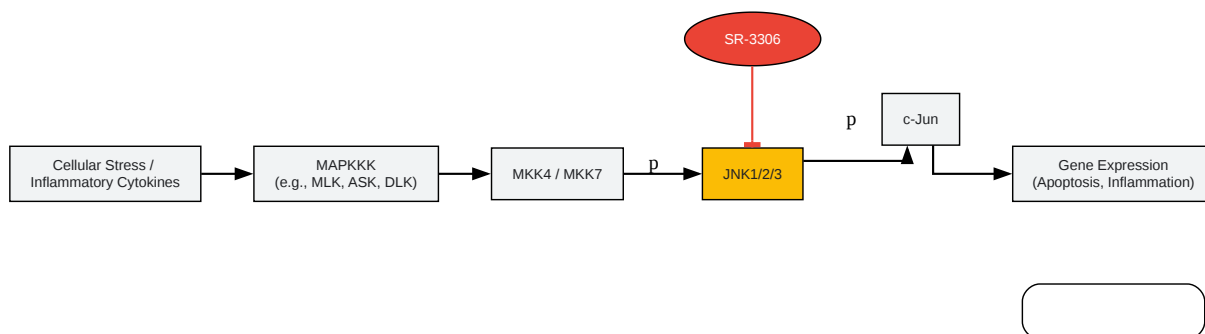 SR-3306
p
c-Jun
Cellular Stress /
Inflammatory Cytokines
MAPKKK
(e.g., MLK, ASK, DLK)
MKK4 / MKK7
p
JNK1/2/3
Gene Expression
(Apoptosis, Inflammation)